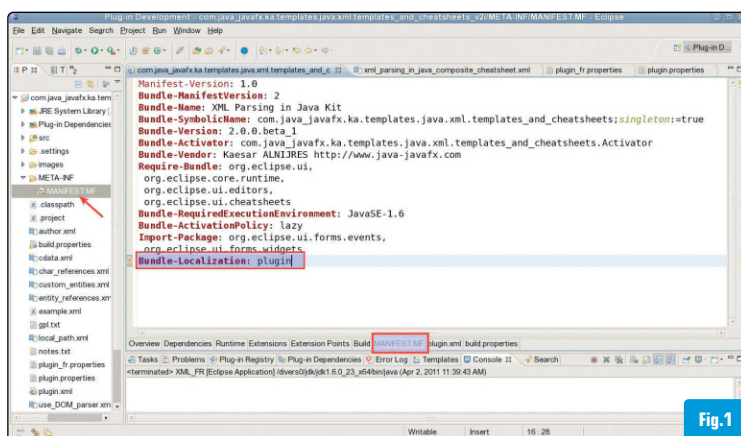 Plug-in Development - com.java_javafx.ka.templates.java.xml.templates_and_cheatsheets_v2i/META-INF/MANIFEST.MF - Eclipse
File Edit Navigate Search Project Run Window Help
Plug-in D...
com.java_javafx.ka.templates.java.xml.templates_and_c
xml_parsing_in_java_composite_cheatsheet.xml
plugin_fr.properties
plugin.properties
com.java_javafx.ka.tem
JRE System Library [
Plug-in Dependencies
src
.settings
images
META-INF
MANIFEST.MF
.classpath
.project
author.xml
build.properties
cdata.xml
char_references.xml
custom_entities.xml
entity_references.xm
example.xml
gpl.txt
local_path.xml
notes.txt
plugin_fr.properties
plugin.properties
plugin.xml
use_DOM_parser.xm
Manifest-Version: 1.0
Bundle-ManifestVersion: 2
Bundle-Name: XML Parsing in Java Kit
Bundle-SymbolicName: com.java_javafx.ka.templates.java.xml.templates_and_cheatsheets;singleton:=true
Bundle-Version: 2.0.0.beta_1
Bundle-Activator: com.java_javafx.ka.templates.java.xml.templates_and_cheatsheets.Activator
Bundle-Vendor: Kaesar ALNIJRES http://www.java-javafx.com
Require-Bundle: org.eclipse.ui,
org.eclipse.core.runtime,
org.eclipse.ui.editors,
org.eclipse.ui.cheatsheets
Bundle-RequiredExecutionEnvironment: JavaSE-1.6
Bundle-ActivationPolicy: lazy
Import-Package: org.eclipse.ui.forms.events,
org.eclipse.ui.forms.widgets
Bundle-Localization: plugin
Overview Dependencies Runtime Extensions Extension Points Build MANIFEST.MF plugin.xml build.properties
Tasks Problems Plug-in Registry Plug-in Dependencies Error Log Templates Console Search
<terminated> XML_FR [Eclipse Application] /divers0/jdk/jdk1.6.0_23_x64/bin/java (Apr 2, 2011 11:39:43 AM)
Writable Insert 16 : 28
Fig.1